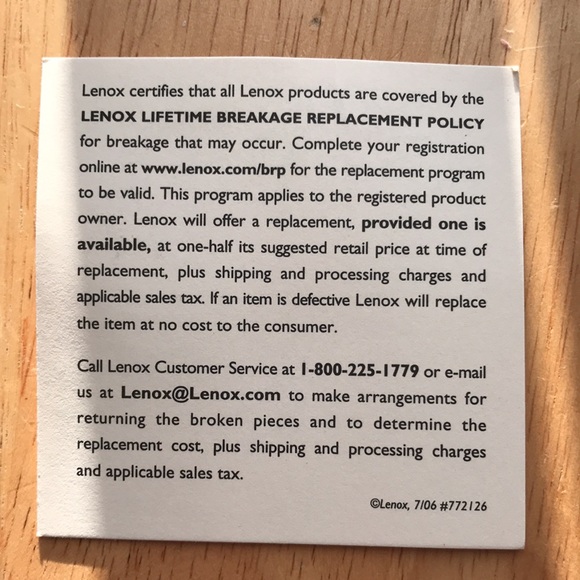 Lenox certifies that all Lenox products are covered by the
LENOX LIFETIME BREAKAGE REPLACEMENT POLICY
for breakage that may occur. Complete your registration
online at www.lenox.com/brp for the replacement program
to be valid. This program applies to the registered product
owner. Lenox will offer a replacement, provided one is
available, at one-half its suggested retail price at time of
replacement, plus shipping and processing charges and
applicable sales tax. If an item is defective Lenox will replace
the item at no cost to the consumer.
Call Lenox Customer Service at 1-800-225-1779 or e-mail
us at Lenox@Lenox.com to make arrangements for
returning the broken pieces and to determine the
replacement cost, plus shipping and processing charges
and applicable sales tax.
©Lenox, 7/06 #772126